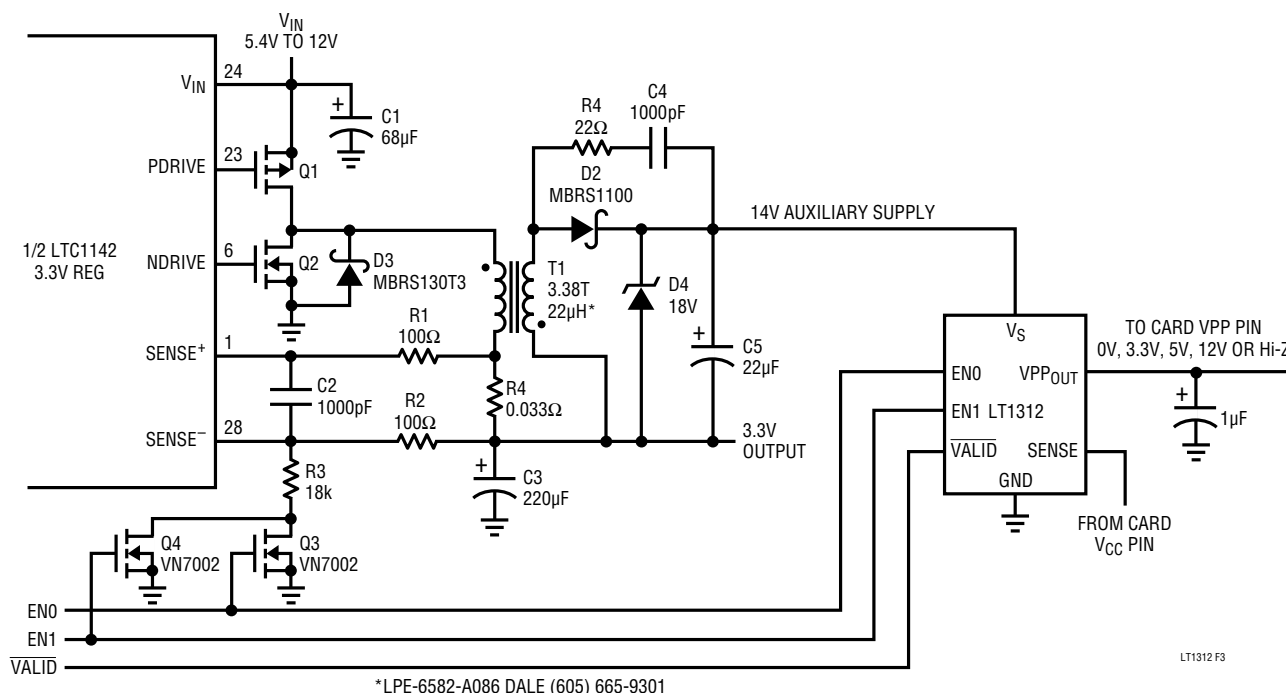 VIN
5.4V TO 12V
VIN
24
+
C1
68µF
PDRIVE
23
Q1
1/2 LTC1142
3.3V REG
NDRIVE
6
Q2
D3
MBRS130T3
R4
22Ω
C4
1000pF
D2
MBRS1100
14V AUXILIARY SUPPLY
T1
3.38T
22µH*
D4
18V
+
C5
22µF
SENSE+
1
R1
100Ω
C2
1000pF
R4
0.033Ω
SENSE–
28
R2
100Ω
3.3V
OUTPUT
R3
18k
+
C3
220µF
Q4
VN7002
Q3
VN7002
VS
EN0
VPPOUT
EN1 LT1312
VALID
SENSE
GND
TO CARD VPP PIN
0V, 3.3V, 5V, 12V OR Hi-Z
+
1µF
FROM CARD
VCC PIN
EN0
EN1
VALID
LT1312 F3
*LPE-6582-A086 DALE (605) 665-9301